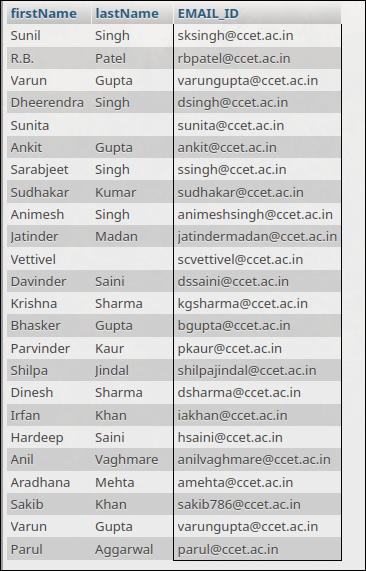 firstName lastName EMAIL_ID
Sunil Singh sksingh@ccet.ac.in
R.B. Patel rbpatel@ccet.ac.in
Varun Gupta varungupta@ccet.ac.in
Dheerendra Singh dsingh@ccet.ac.in
Sunita sunita@ccet.ac.in
Ankit Gupta ankit@ccet.ac.in
Sarabjeet Singh ssingh@ccet.ac.in
Sudhakar Kumar sudhakar@ccet.ac.in
Animesh Singh animeshsingh@ccet.ac.in
Jatinder Madan jatindermadan@ccet.ac.in
Vettivel scvettivel@ccet.ac.in
Davinder Saini dssaini@ccet.ac.in
Krishna Sharma kgsharma@ccet.ac.in
Bhasker Gupta bgupta@ccet.ac.in
Parvinder Kaur pkaur@ccet.ac.in
Shilpa Jindal shilpajindal@ccet.ac.in
Dinesh Sharma dsharma@ccet.ac.in
Irfan Khan iakhan@ccet.ac.in
Hardeep Saini hsaini@ccet.ac.in
Anil Vaghmare anilvaghmare@ccet.ac.in
Aradhana Mehta amehta@ccet.ac.in
Sakib Khan sakib786@ccet.ac.in
Varun Gupta varungupta@ccet.ac.in
Parul Aggarwal parul@ccet.ac.in